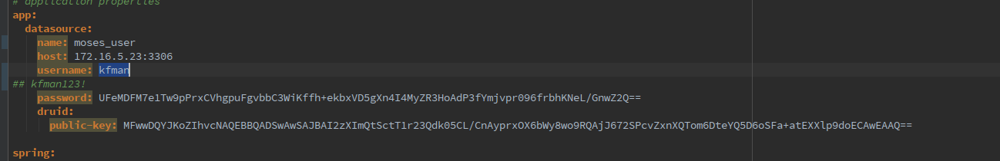 # application properties
app:
datasource:
name: moses_user
host: 172.16.5.23:3306
username: kfman
## kfman123!
password: UFeMDFM7e1Tw9pPrxCVhgpuFgvbbC3WiKffh+ekbxVD5gXn4I4MyZR3HoAdP3fYmjvpr096frbhKNeL/GnwZ2Q==
druid:
public-key: MFwwDQYJKoZIhvcNAQEBBQADSwAwSAJBAI2zXImQtSctT1r23Qdk05CL/CnAyprxOX6bWy8wo9RQAjJ672SPcvZxnXQTom6DteYQ5D6oSFa+atEXXlp9doECAwEAAQ==
spring: